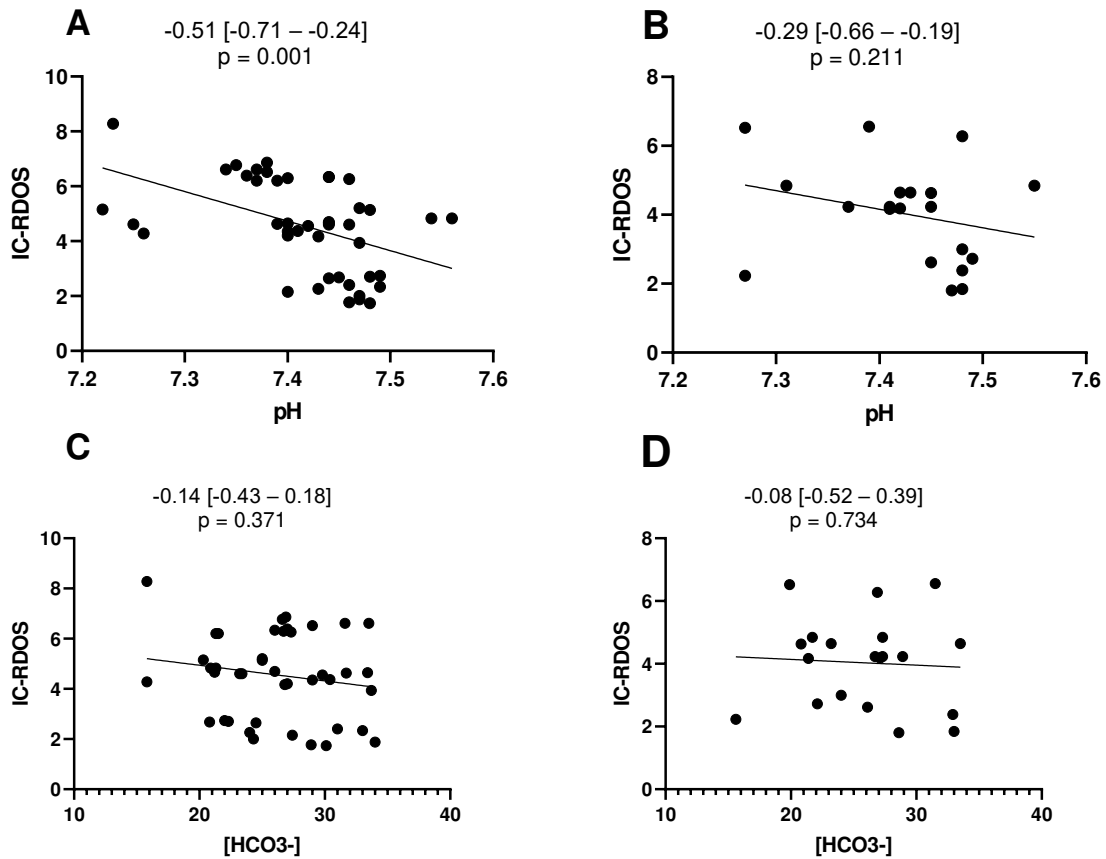 A
-0.51 [-0.71 – -0.24]
p = 0.001
10
8
6
4
2
0
IC-RDOS
7.2 7.3 7.4 7.5 7.6
pH
B
-0.29 [-0.66 – -0.19]
p = 0.211
8
6
4
2
0
IC-RDOS
7.2 7.3 7.4 7.5 7.6
pH
C
-0.14 [-0.43 – 0.18]
p = 0.371
10
8
6
4
2
0
IC-RDOS
10 20 30 40
[HCO3-]
D
-0.08 [-0.52 – 0.39]
p = 0.734
8
6
4
2
0
IC-RDOS
10 20 30 40
[HCO3-]